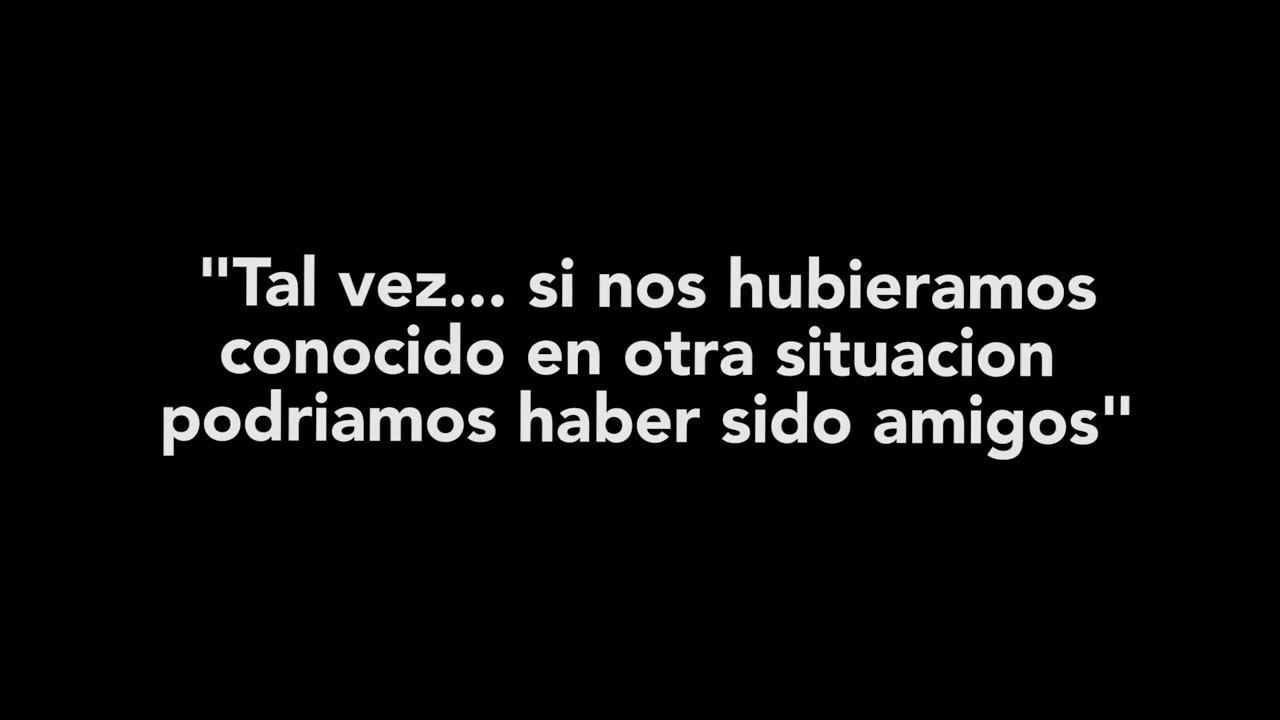 "Tal vez... si nos hubieramos
conocido en otra situacion
podriamos haber sido amigos"